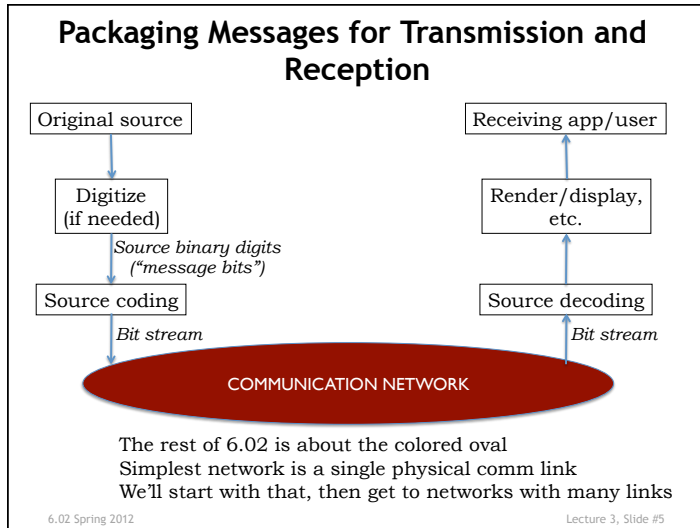 Packaging Messages for Transmission and
Reception
Original source
Digitize
(if needed)
Source binary digits
(“message bits”)
Source coding
Bit stream
Receiving app/user
Render/display,
etc.
Source decoding
Bit stream
COMMUNICATION NETWORK
The rest of 6.02 is about the colored oval
Simplest network is a single physical comm link
We’ll start with that, then get to networks with many links
6.02 Spring 2012
Lecture 3, Slide #5